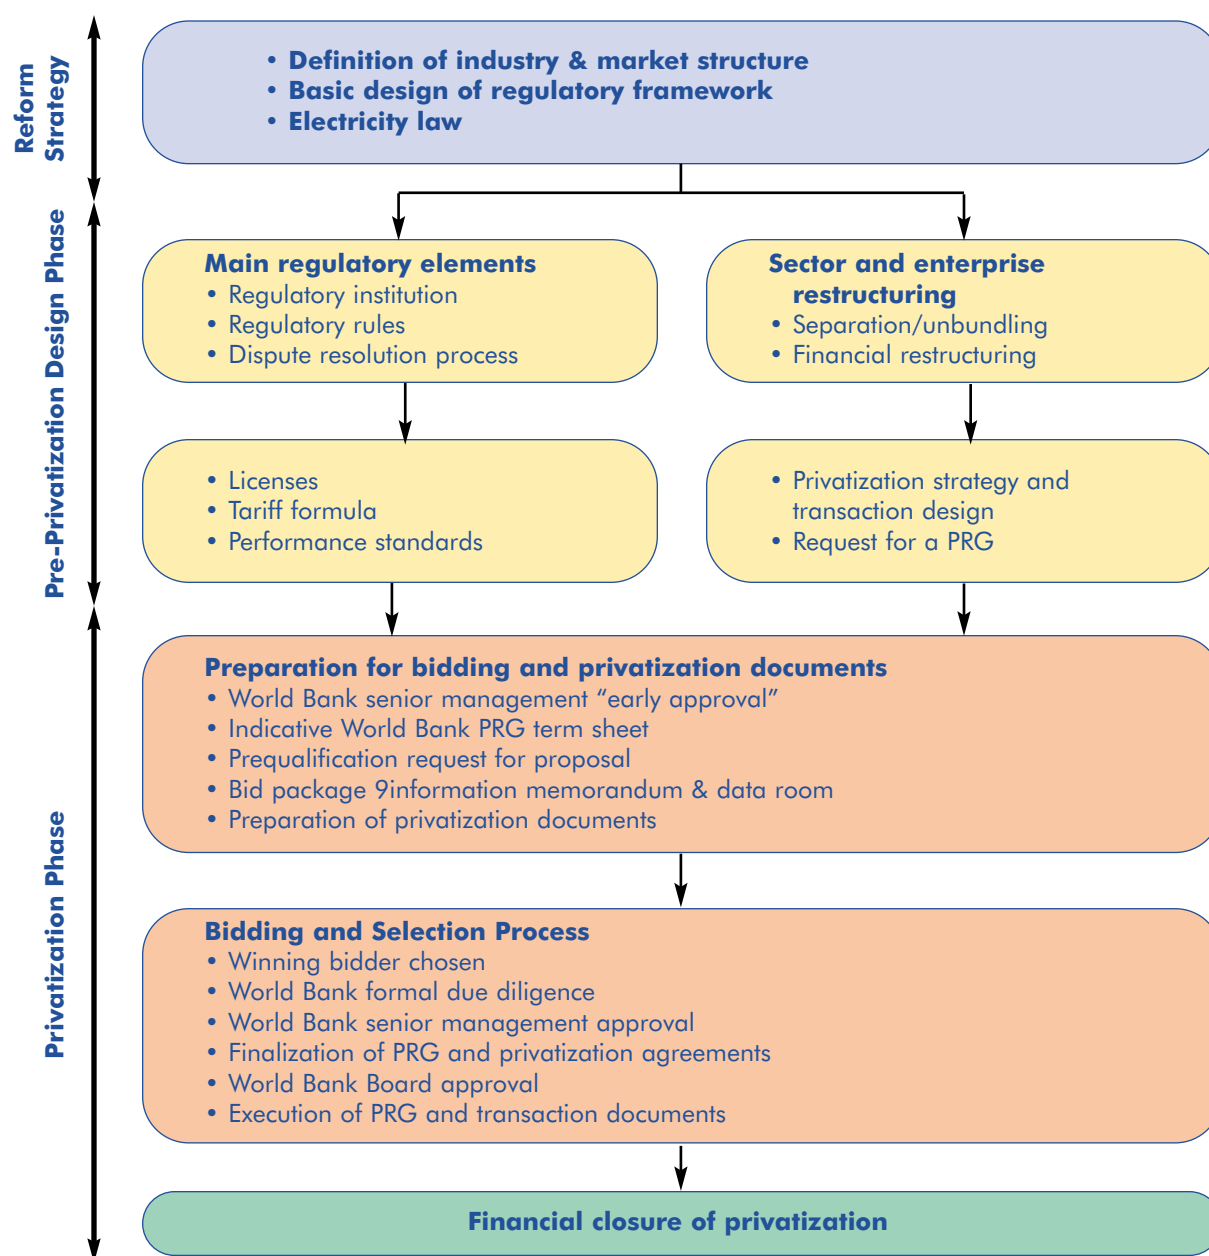 Reform
Strategy
• Definition of industry & market structure
• Basic design of regulatory framework
• Electricity law
Pre-Privatization Design Phase
Main regulatory elements
• Regulatory institution
• Regulatory rules
• Dispute resolution process
Sector and enterprise
restructuring
• Separation/unbundling
• Financial restructuring
• Licenses
• Tariff formula
• Performance standards
• Privatization strategy and
transaction design
• Request for a PRG
Privatization Phase
Preparation for bidding and privatization documents
• World Bank senior management “early approval”
• Indicative World Bank PRG term sheet
• Prequalification request for proposal
• Bid package 9information memorandum & data room
• Preparation of privatization documents
Bidding and Selection Process
• Winning bidder chosen
• World Bank formal due diligence
• World Bank senior management approval
• Finalization of PRG and privatization agreements
• World Bank Board approval
• Execution of PRG and transaction documents
Financial closure of privatization